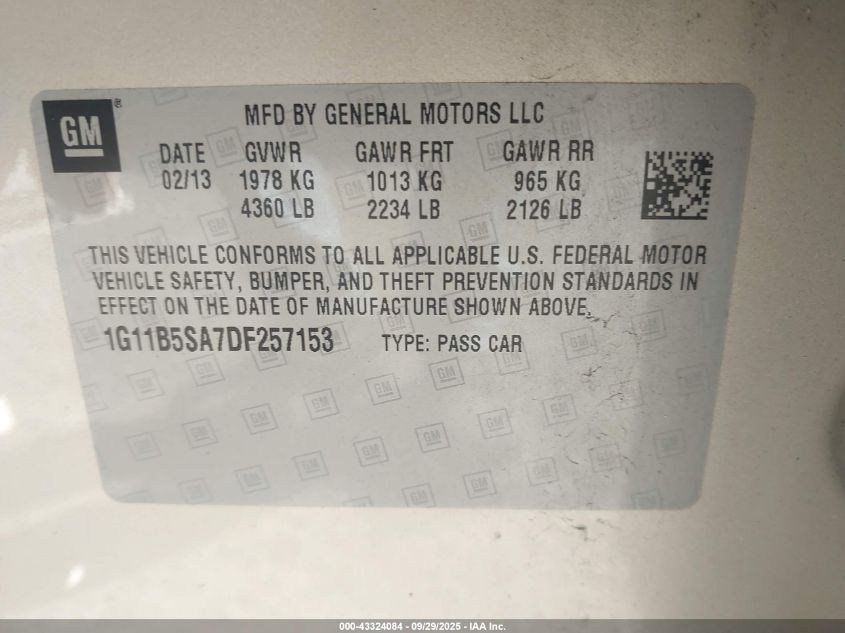 GM ®
MFD BY GENERAL MOTORS LLC
DATE GVWR GAWR FRT GAWR RR
02/13 1978 KG 1013 KG 965 KG
4360 LB 2234 LB 2126 LB
THIS VEHICLE CONFORMS TO ALL APPLICABLE U.S. FEDERAL MOTOR
VEHICLE SAFETY, BUMPER, AND THEFT PREVENTION STANDARDS IN
EFFECT ON THE DATE OF MANUFACTURE SHOWN ABOVE.
1G11B5SA7DF257153 TYPE: PASS CAR
000-43324084 - 09/29/2025 - IAA Inc.